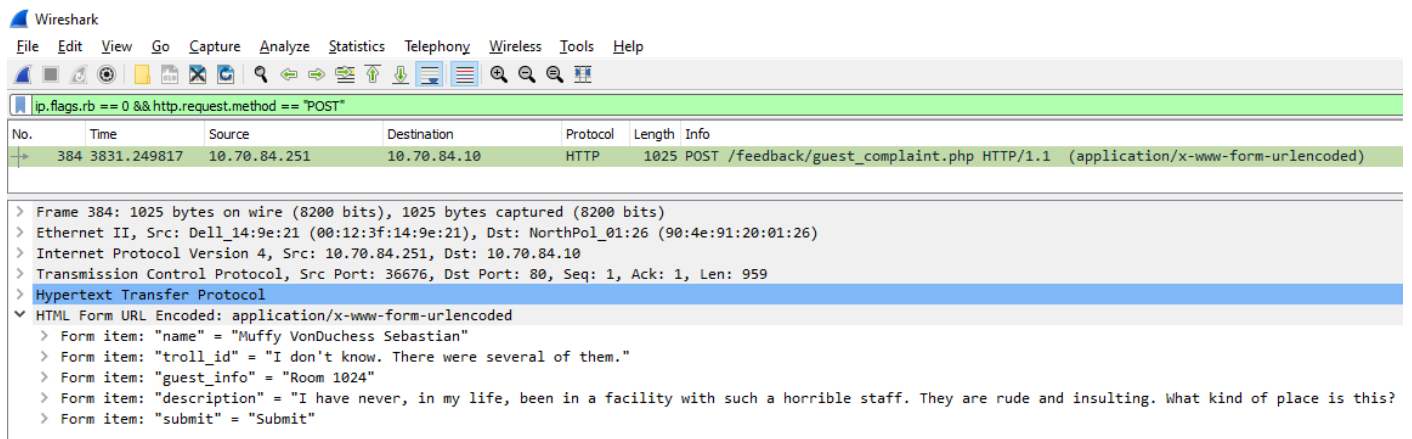 Wireshark
File Edit View Go Capture Analyze Statistics Telephony Wireless Tools Help
ip.flags.rb == 0 && http.request.method == "POST"
No. Time Source Destination Protocol Length Info
384 3831.249817 10.70.84.251 10.70.84.10 HTTP 1025 POST /feedback/guest_complaint.php HTTP/1.1 (application/x-www-form-urlencoded)
> Frame 384: 1025 bytes on wire (8200 bits), 1025 bytes captured (8200 bits)
> Ethernet II, Src: Dell_14:9e:21 (00:12:3f:14:9e:21), Dst: NorthPol_01:26 (90:4e:91:20:01:26)
> Internet Protocol Version 4, Src: 10.70.84.251, Dst: 10.70.84.10
> Transmission Control Protocol, Src Port: 36676, Dst Port: 80, Seq: 1, Ack: 1, Len: 959
> Hypertext Transfer Protocol
HTML Form URL Encoded: application/x-www-form-urlencoded
> Form item: "name" = "Muffy VonDuchess Sebastian"
> Form item: "troll_id" = "I don't know. There were several of them."
> Form item: "guest_info" = "Room 1024"
> Form item: "description" = "I have never, in my life, been in a facility with such a horrible staff. They are rude and insulting. What kind of place is this?
> Form item: "submit" = "Submit"